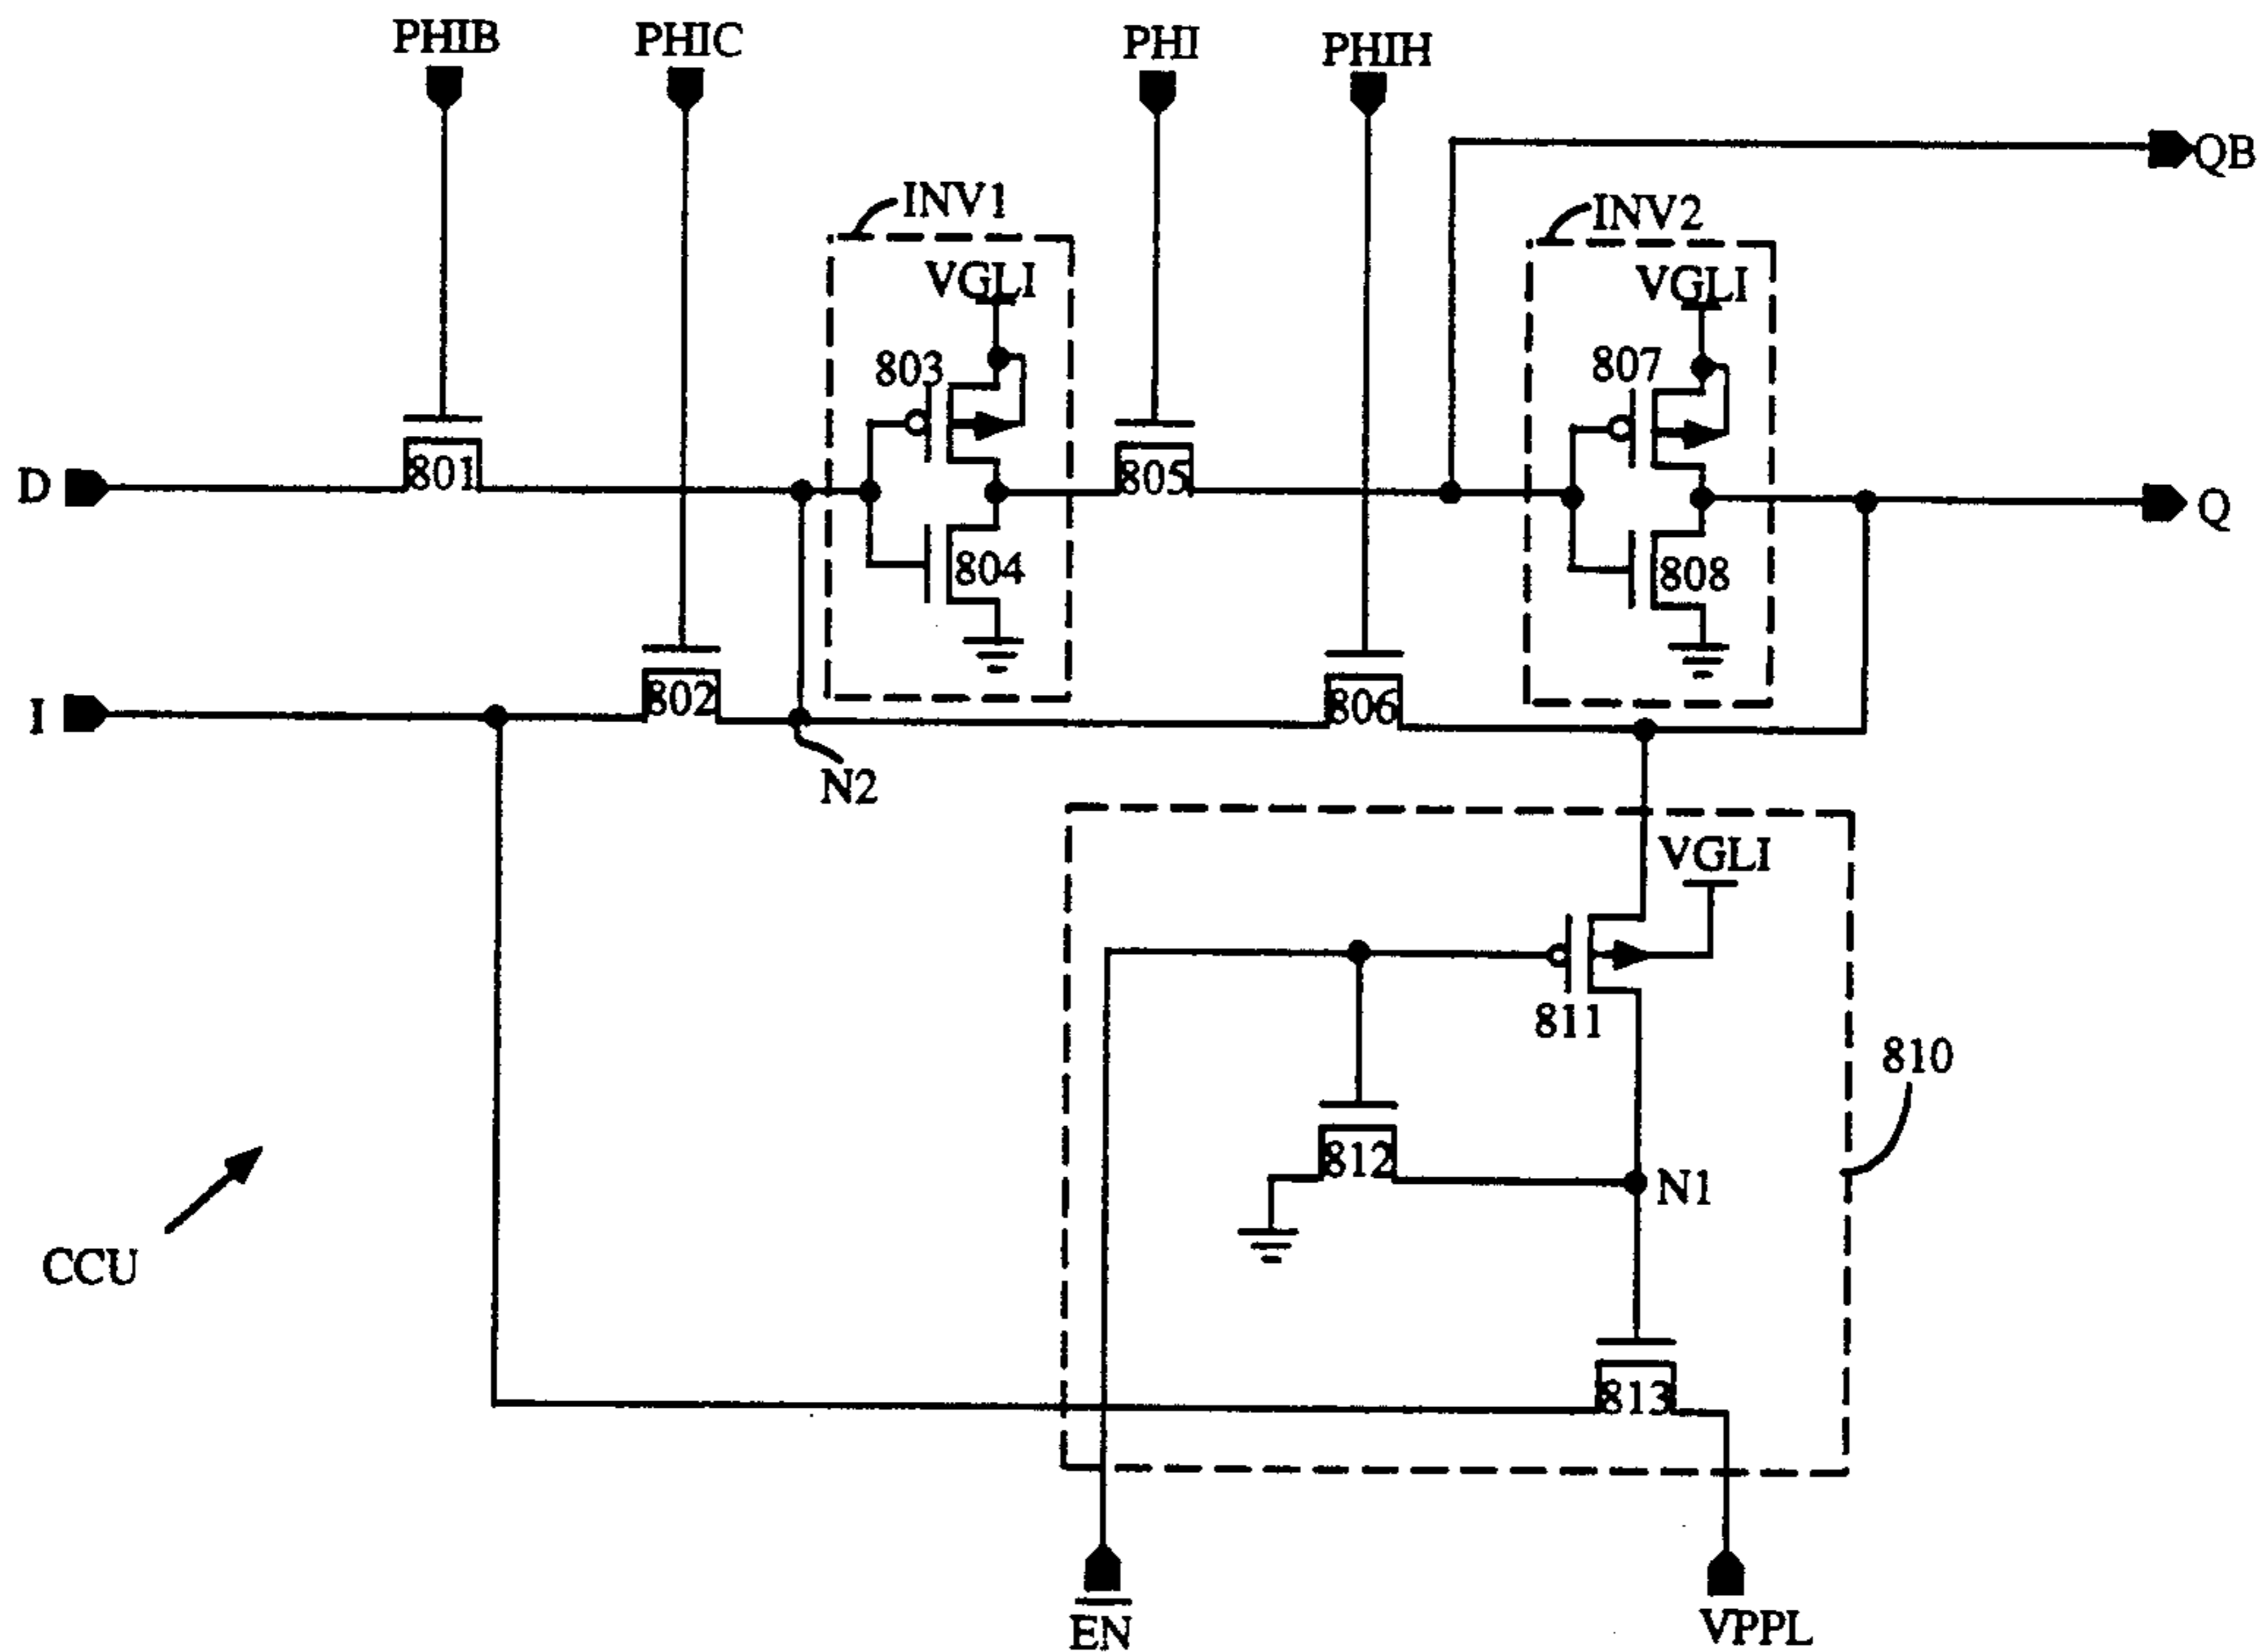 PHIB
PHIC
PHI
PHIH
QB
INV1
INV2
VGLI
VGLI
803
807
D
801
805
Q
804
808
I
802
806
N2
VGLI
811
810
812
N1
CCU
813
EN
VPPL